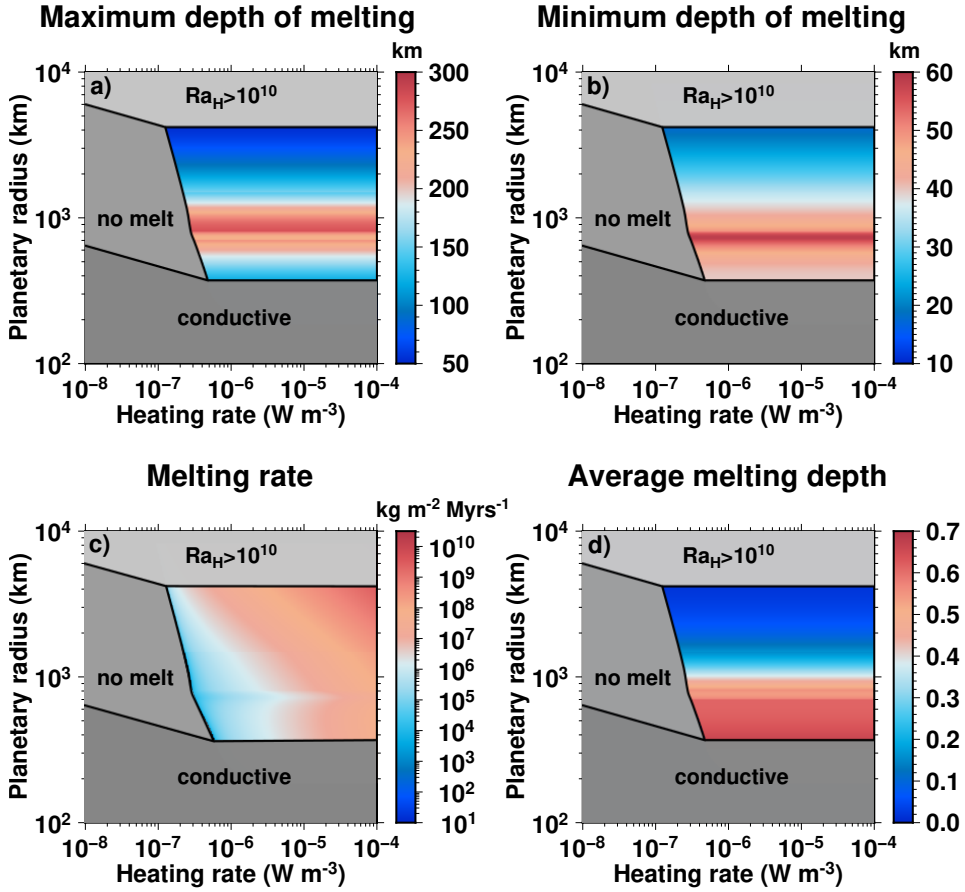 Maximum depth of melting
km
a)
Ra_H>10^10
no melt
conductive
Planetary radius (km)
10^4
10^3
10^2
10^-8 10^-7 10^-6 10^-5 10^-4
Heating rate (W m^-3)
300
250
200
150
100
50
Minimum depth of melting
km
b)
Ra_H>10^10
no melt
conductive
Planetary radius (km)
10^4
10^3
10^2
10^-8 10^-7 10^-6 10^-5 10^-4
Heating rate (W m^-3)
60
50
40
30
20
10
Melting rate
kg m^-2 Myrs^-1
c)
Ra_H>10^10
no melt
conductive
Planetary radius (km)
10^4
10^3
10^2
10^-8 10^-7 10^-6 10^-5 10^-4
Heating rate (W m^-3)
10^10
10^9
10^8
10^7
10^6
10^5
10^4
10^3
10^2
10^1
Average melting depth
d)
Ra_H>10^10
no melt
conductive
Planetary radius (km)
10^4
10^3
10^2
10^-8 10^-7 10^-6 10^-5 10^-4
Heating rate (W m^-3)
0.7
0.6
0.5
0.4
0.3
0.2
0.1
0.0